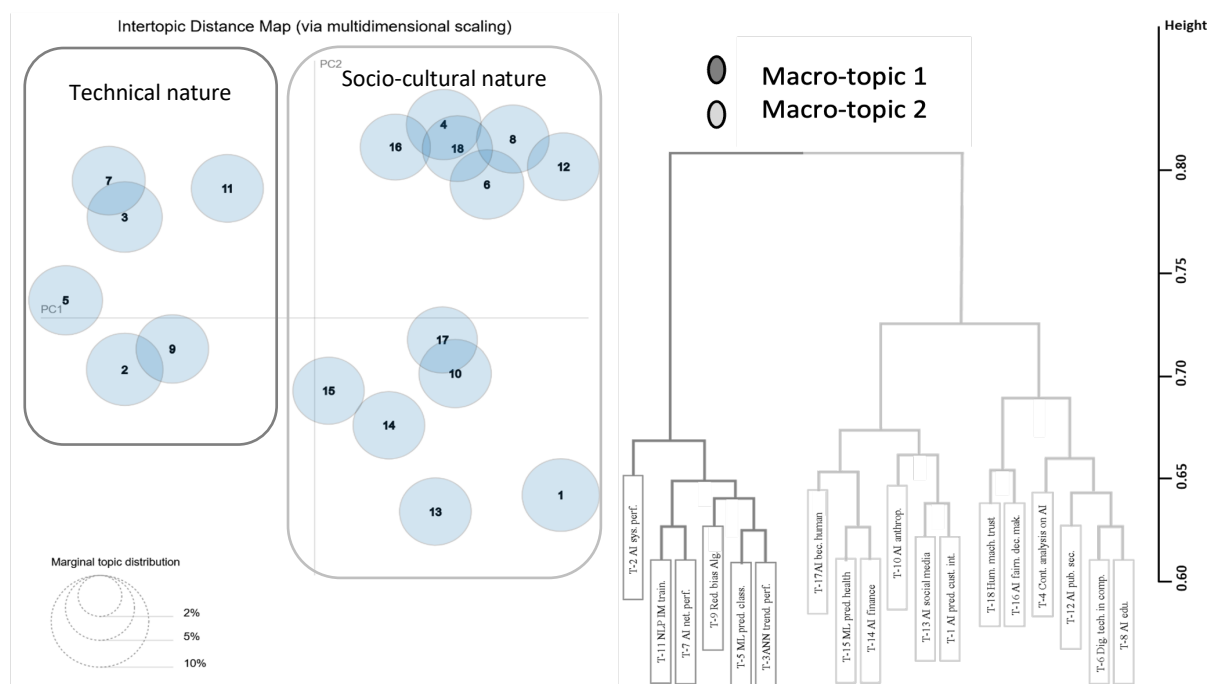 Intertopic Distance Map (via multidimensional scaling)
Technical nature
PC2
Socio-cultural nature
4
16
18
8
12
6
7
11
3
5
PC1
9
2
17
10
15
14
13
1
Marginal topic distribution
2%
5%
10%
Macro-topic 1
Macro-topic 2
Height
0.80
0.75
0.70
0.65
0.60
T-2 AI sys. perf.
T-11 NLP IM train.
T-7 AI net. perf.
T-9 Red. bias Alg.
T-5 ML pred. class.
T-3ANN trend perf.
T-17AI bec. human
T-15 ML pred. health
T-14 AI finance
T-10 AI anthrop.
T-13 AI social media
T-1 AI pred. cust. int.
T-18 Hum. mach. trust
T-16 AI fairn. dec. mak.
T-4 Cont. analysis on AI
T-12 AI pub. sec.
T-6 Dig. tech. in comp.
T-8 AI edu.